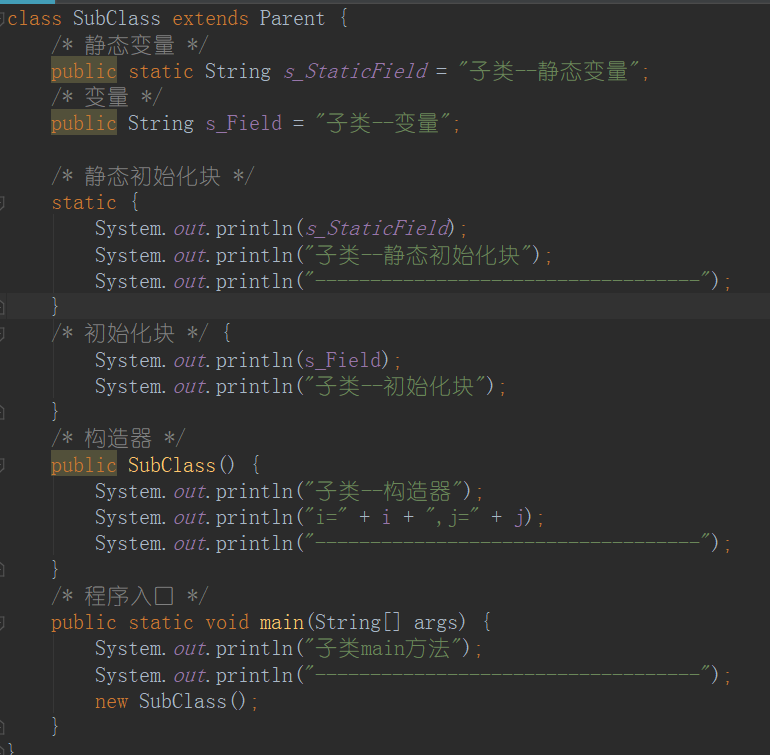 class SubClass extends Parent {
    /* 静态变量 */
    public static String s_StaticField = "子类--静态变量";
    /* 变量 */
    public String s_Field = "子类--变量";

    /* 静态初始化块 */
    static {
        System.out.println(s_StaticField);
        System.out.println("子类--静态初始化块");
        System.out.println("-----------------------------------");
    }
    /* 初始化块 */ {
        System.out.println(s_Field);
        System.out.println("子类--初始化块");
    }
    /* 构造器 */
    public SubClass() {
        System.out.println("子类--构造器");
        System.out.println("i=" + i + ",j=" + j);
        System.out.println("-----------------------------------");
    }
    /* 程序入口 */
    public static void main(String[] args) {
        System.out.println("子类main方法");
        System.out.println("-----------------------------------");
        new SubClass();
    }
}